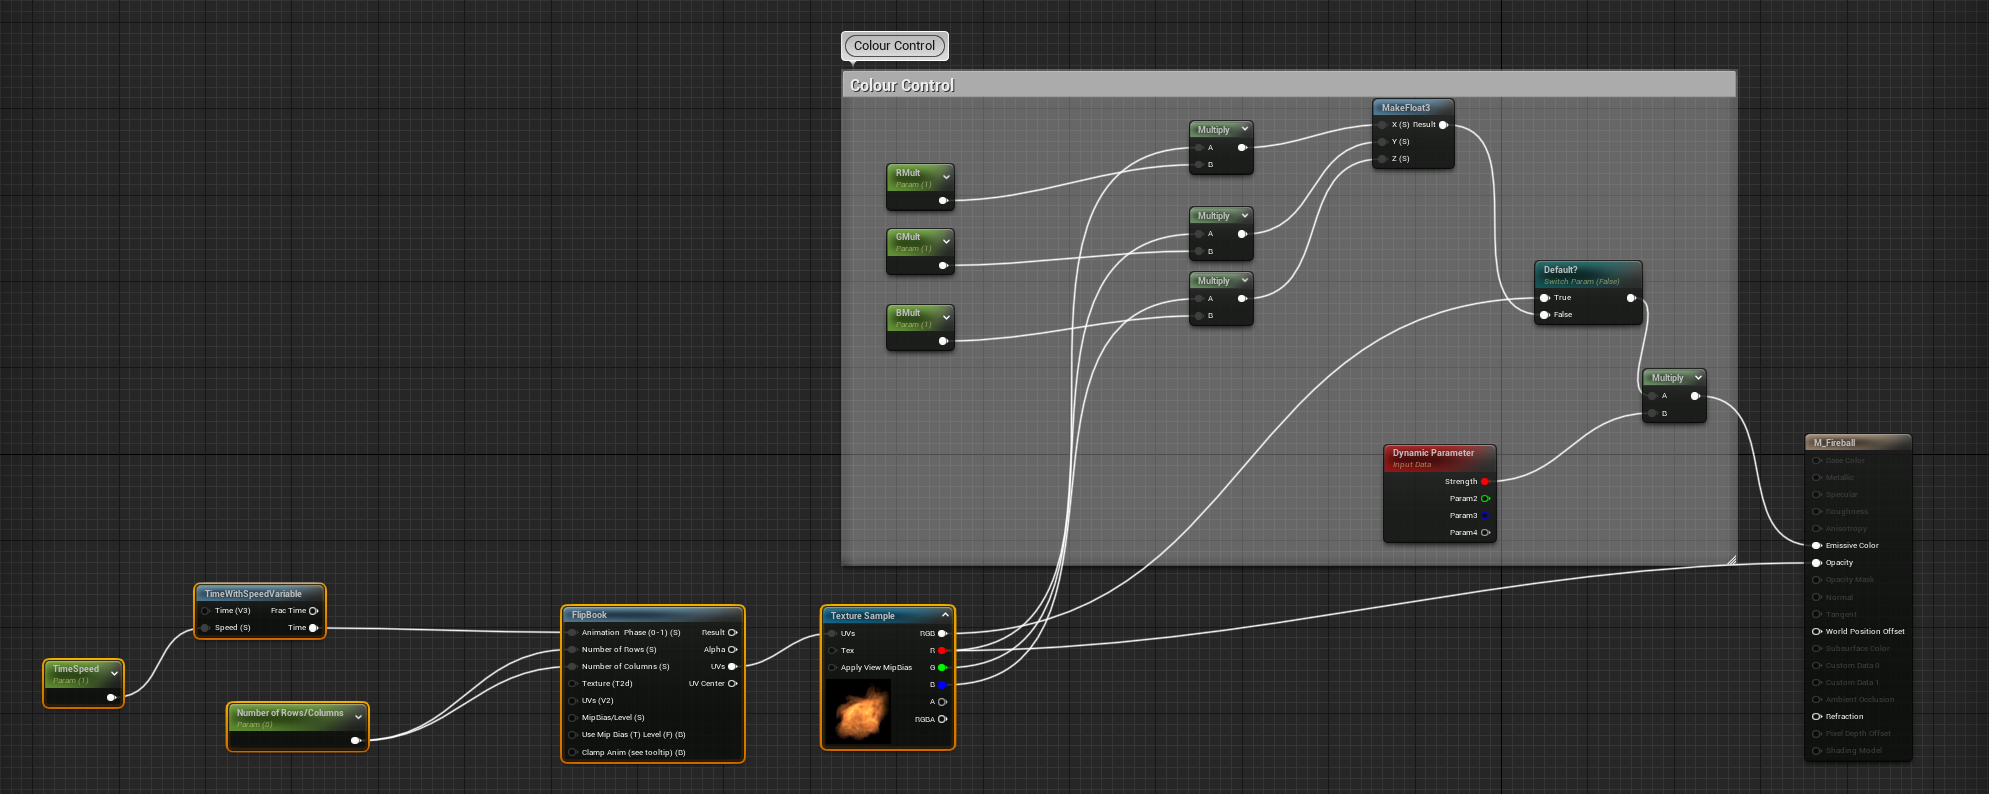 Colour Control
Colour Control
RMult
Param (1)
GMult
Param (1)
BMult
Param (1)
Multiply
A
B
Multiply
A
B
Multiply
A
B
MakeFloat3
X (S) Result
Y (S)
Z (S)
Default?
Switch Param (False)
True
False
Multiply
A
B
Dynamic Parameter
Input Data
Strength
Param2
Param3
Param4
TimeSpeed
Param (1)
TimeWithSpeedVariable
Time (V3) Frac Time
Speed (S) Time
Number of Rows/Columns
Param (6)
FlipBook
Animation Phase (0-1) (S) Result
Number of Rows (S) Alpha
Number of Columns (S) UVs
Texture (T2d) UV Center
UVs (V2)
MipBias/Level (S)
Use Mip Bias (T) Level (F) (B)
Clamp Anim (see tooltip) (B)
Texture Sample
UVs RGB
Tex R
Apply View MipBias G
B
A
RGBA
M_Fireball
Base Color
Metallic
Specular
Roughness
Anisotropy
Emissive Color
Opacity
Opacity Mask
Normal
Tangent
World Position Offset
Subsurface Color
Custom Data 0
Custom Data 1
Ambient Occlusion
Refraction
Pixel Depth Offset
Shading Model